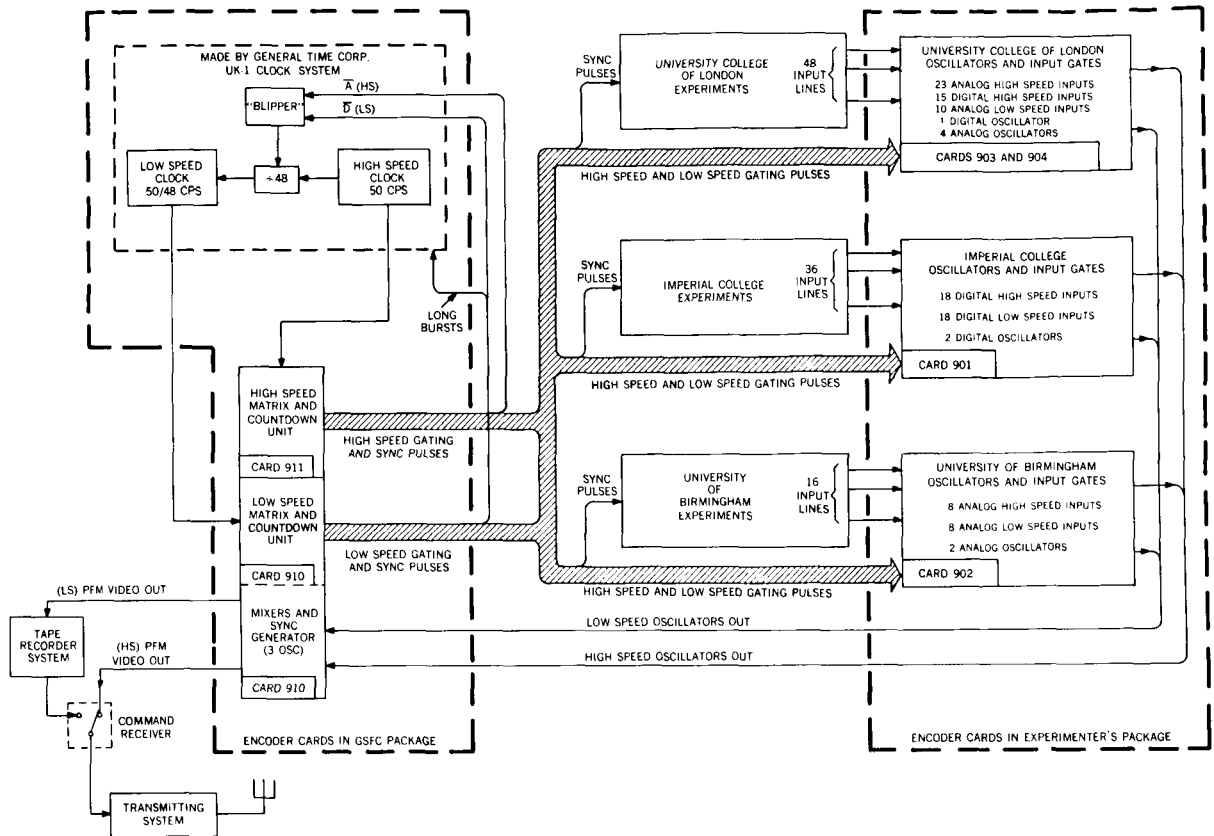 MADE BY GENERAL TIME CORP.
UK-1 CLOCK SYSTEM
A (HS)
"BLIPPER"
D (LS)
LOW SPEED
CLOCK
50/48 CPS
÷48
HIGH SPEED
CLOCK
50 CPS
LONG
BURSTS
HIGH SPEED
MATRIX AND
COUNTDOWN
UNIT
CARD 911
HIGH SPEED GATING
AND SYNC PULSES
LOW SPEED
MATRIX AND
COUNTDOWN
UNIT
CARD 910
LOW SPEED GATING
AND SYNC PULSES
MIXERS AND
SYNC
GENERATOR
(3 OSC)
CARD 910
(LS) PFM VIDEO OUT
TAPE
RECORDER
SYSTEM
(HS) PFM
VIDEO OUT
COMMAND
RECEIVER
TRANSMITTING
SYSTEM
ENCODER CARDS IN GSFC PACKAGE
SYNC
PULSES
UNIVERSITY COLLEGE
OF LONDON
EXPERIMENTS
48
INPUT
LINES
HIGH SPEED AND LOW SPEED GATING PULSES
UNIVERSITY COLLEGE OF LONDON
OSCILLATORS AND INPUT GATES
23 ANALOG HIGH SPEED INPUTS
15 DIGITAL HIGH SPEED INPUTS
10 ANALOG LOW SPEED INPUTS
1 DIGITAL OSCILLATOR
4 ANALOG OSCILLATORS
CARDS 903 AND 904
SYNC
PULSES
IMPERIAL COLLEGE
EXPERIMENTS
36
INPUT
LINES
HIGH SPEED AND LOW SPEED GATING PULSES
IMPERIAL COLLEGE
OSCILLATORS AND INPUT GATES
18 DIGITAL HIGH SPEED INPUTS
18 DIGITAL LOW SPEED INPUTS
2 DIGITAL OSCILLATORS
CARD 901
SYNC
PULSES
UNIVERSITY
OF
BIRMINGHAM
EXPERIMENTS
16
INPUT
LINES
HIGH SPEED AND LOW SPEED GATING PULSES
UNIVERSITY OF BIRMINGHAM
OSCILLATORS AND INPUT GATES
8 ANALOG HIGH SPEED INPUTS
8 ANALOG LOW SPEED INPUTS
2 ANALOG OSCILLATORS
CARD 902
LOW SPEED OSCILLATORS OUT
HIGH SPEED OSCILLATORS OUT
ENCODER CARDS IN EXPERIMENTER'S PACKAGE